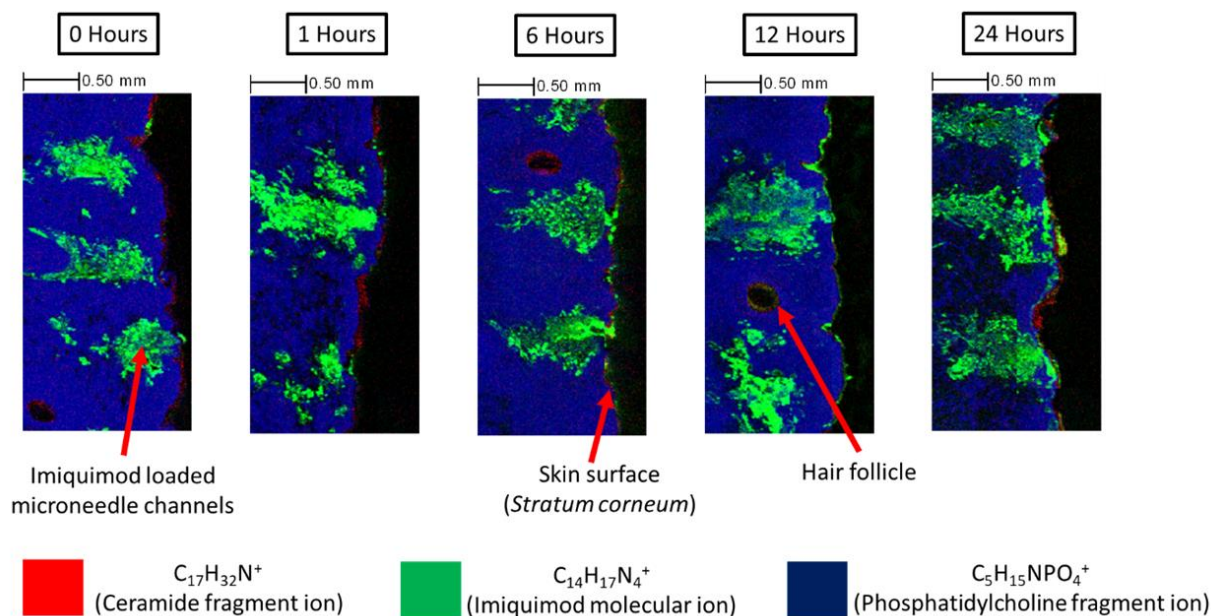 0 Hours
1 Hours
6 Hours
12 Hours
24 Hours
0.50 mm
0.50 mm
0.50 mm
0.50 mm
0.50 mm
Imiquimod loaded
microneedle channels
Skin surface
(Stratum corneum)
Hair follicle
C₁₇H₃₂N⁺
(Ceramide fragment ion)
C₁₄H₁₇N₄⁺
(Imiquimod molecular ion)
C₅H₁₅NPO₄⁺
(Phosphatidylcholine fragment ion)